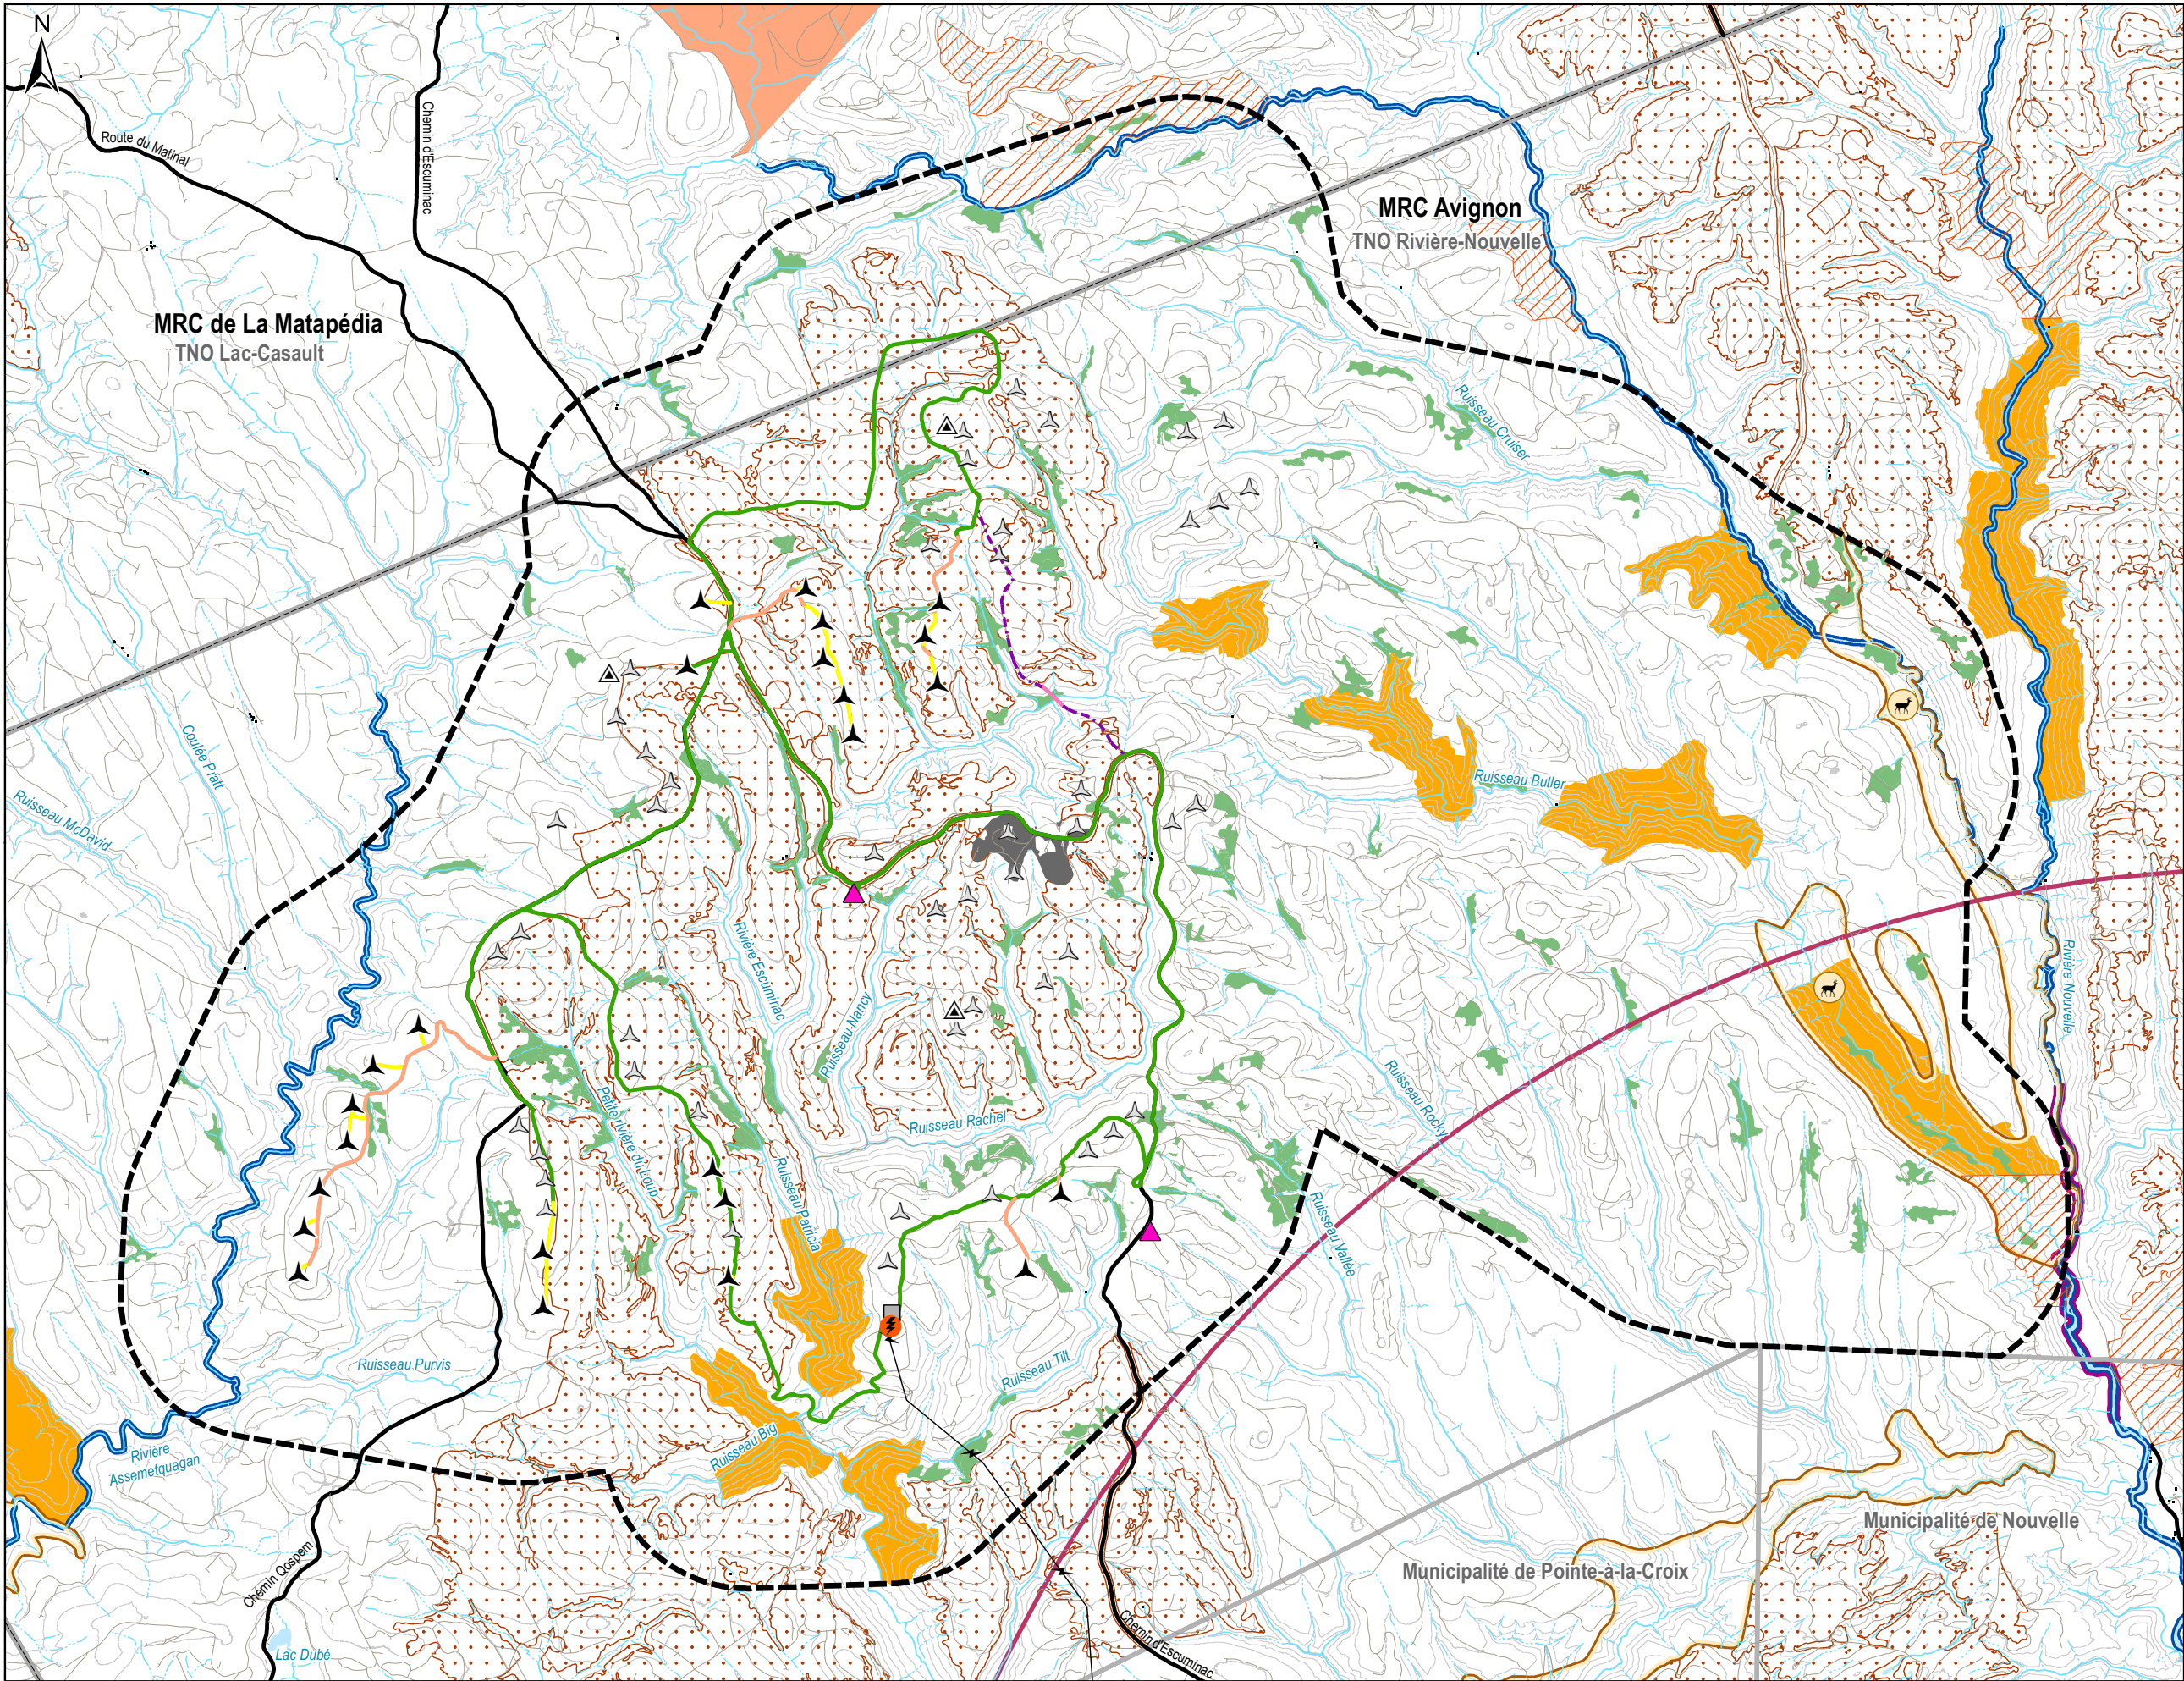 N
Route du Matinal
Chemin d'Escuminac
MRC Avignon
TNO Rivière-Nouvelle
MRC de La Matapédia
TNO Lac-Casault
Ruisseau Cruiser
Coulée Pratt
Ruisseau McDavid
Ruisseau Butler
Rivière Escuminac
Rivière Nouvelle
Ruisseau Nancy
Ruisseau Rocky
Petite rivière du Loup
Ruisseau Rachel
Ruisseau Patricia
Ruisseau Vallée
Ruisseau Purvis
Ruisseau Tilt
Ruisseau Big
Rivière
Assemetquagan
Municipalité de Nouvelle
Municipalité de Pointe-à-la-Croix
Chemin Qospem
Lac Dubé
Chemin d'Escuminac